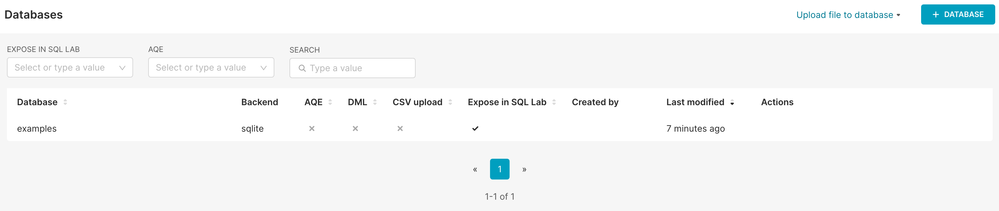 Databases
Upload file to database
+ DATABASE
EXPOSE IN SQL LAB
AQE
SEARCH
Select or type a value
Select or type a value
Type a value
Database Backend AQE DML CSV upload Expose in SQL Lab Created by Last modified Actions
examples sqlite 7 minutes ago
« 1 »
1-1 of 1